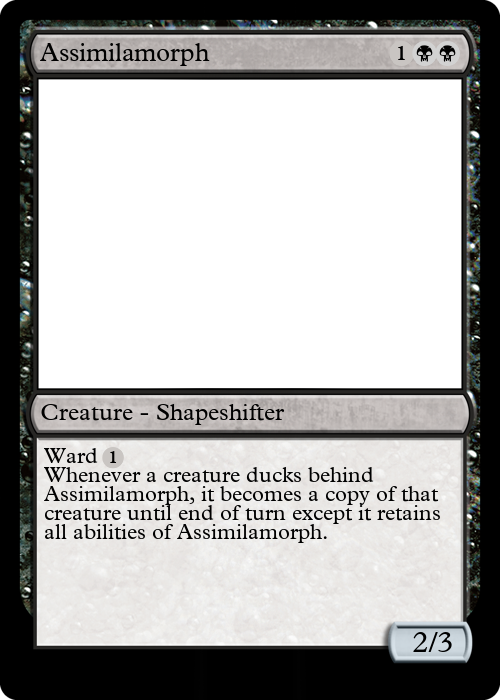 Assimilamorph 1
Creature - Shapeshifter
Ward 1
Whenever a creature ducks behind
Assimilamorph, it becomes a copy of that
creature until end of turn except it retains
all abilities of Assimilamorph.
2/3